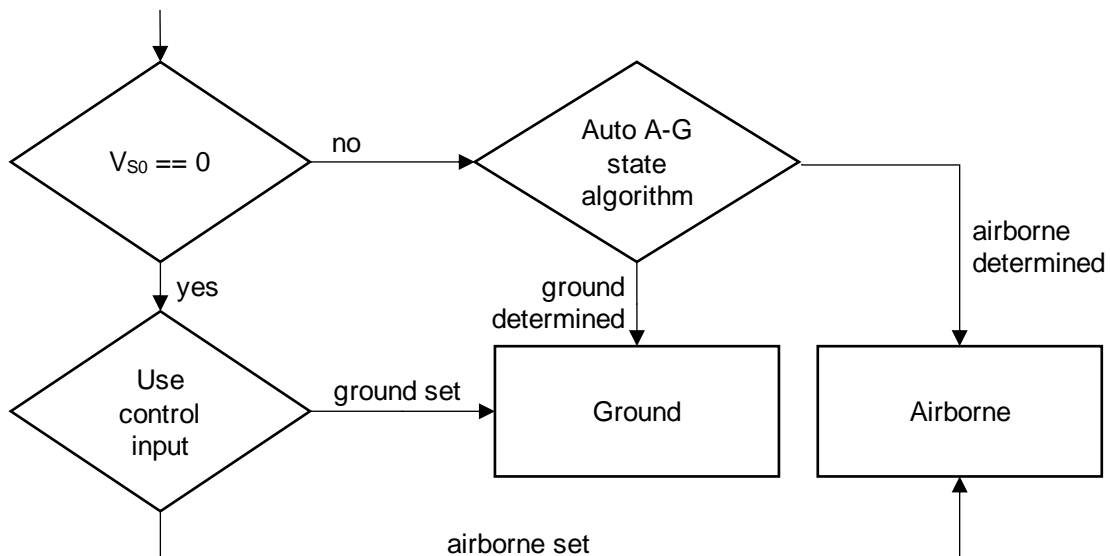 V_S0 == 0
no
Auto A-G
state
algorithm
airborne
determined
yes
ground
determined
Use
control
input
ground set
Ground
Airborne
airborne set